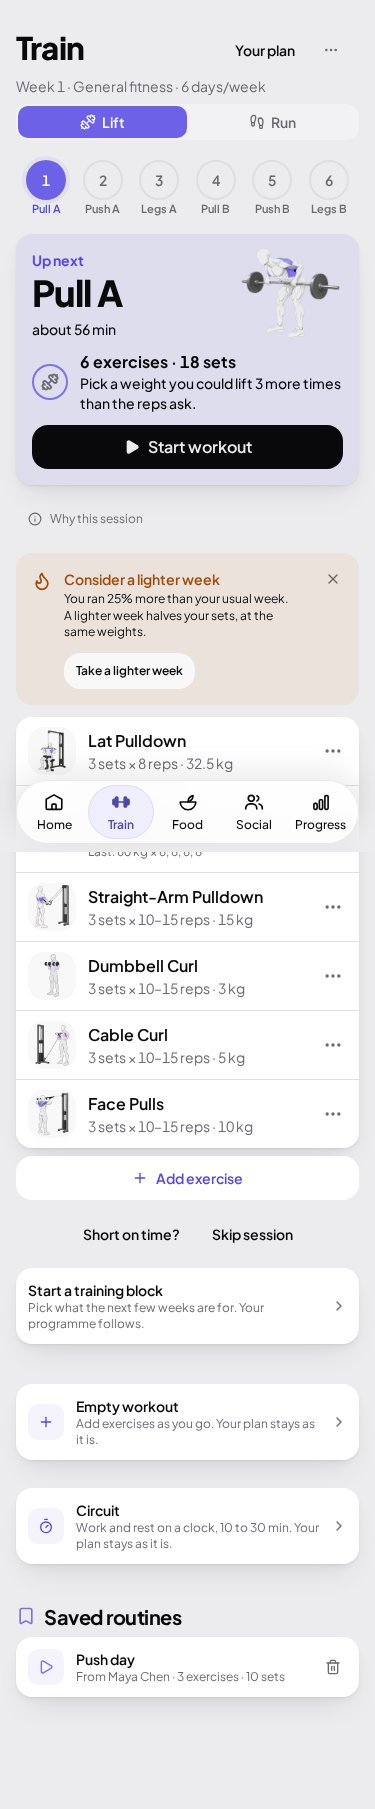 Train
Your plan
Week 1 · General fitness · 6 days/week
Lift
Run
1
2
3
4
5
6
Pull A
Push A
Legs A
Pull B
Push B
Legs B
Up next
Pull A
about 56 min
6 exercises · 18 sets
Pick a weight you could lift 3 more times
than the reps ask.
Start workout
Why this session
Consider a lighter week
You ran 25% more than your usual week.
A lighter week halves your sets, at the
same weights.
Take a lighter week
Lat Pulldown
3 sets × 8 reps · 32.5 kg
Home
Train
Food
Social
Progress
Straight-Arm Pulldown
3 sets × 10–15 reps · 15 kg
Dumbbell Curl
3 sets × 10–15 reps · 3 kg
Cable Curl
3 sets × 10–15 reps · 5 kg
Face Pulls
3 sets × 10–15 reps · 10 kg
Add exercise
Short on time?
Skip session
Start a training block
Pick what the next few weeks are for. Your
programme follows.
Empty workout
Add exercises as you go. Your plan stays as
it is.
Circuit
Work and rest on a clock, 10 to 30 min. Your
plan stays as it is.
Saved routines
Push day
From Maya Chen · 3 exercises · 10 sets